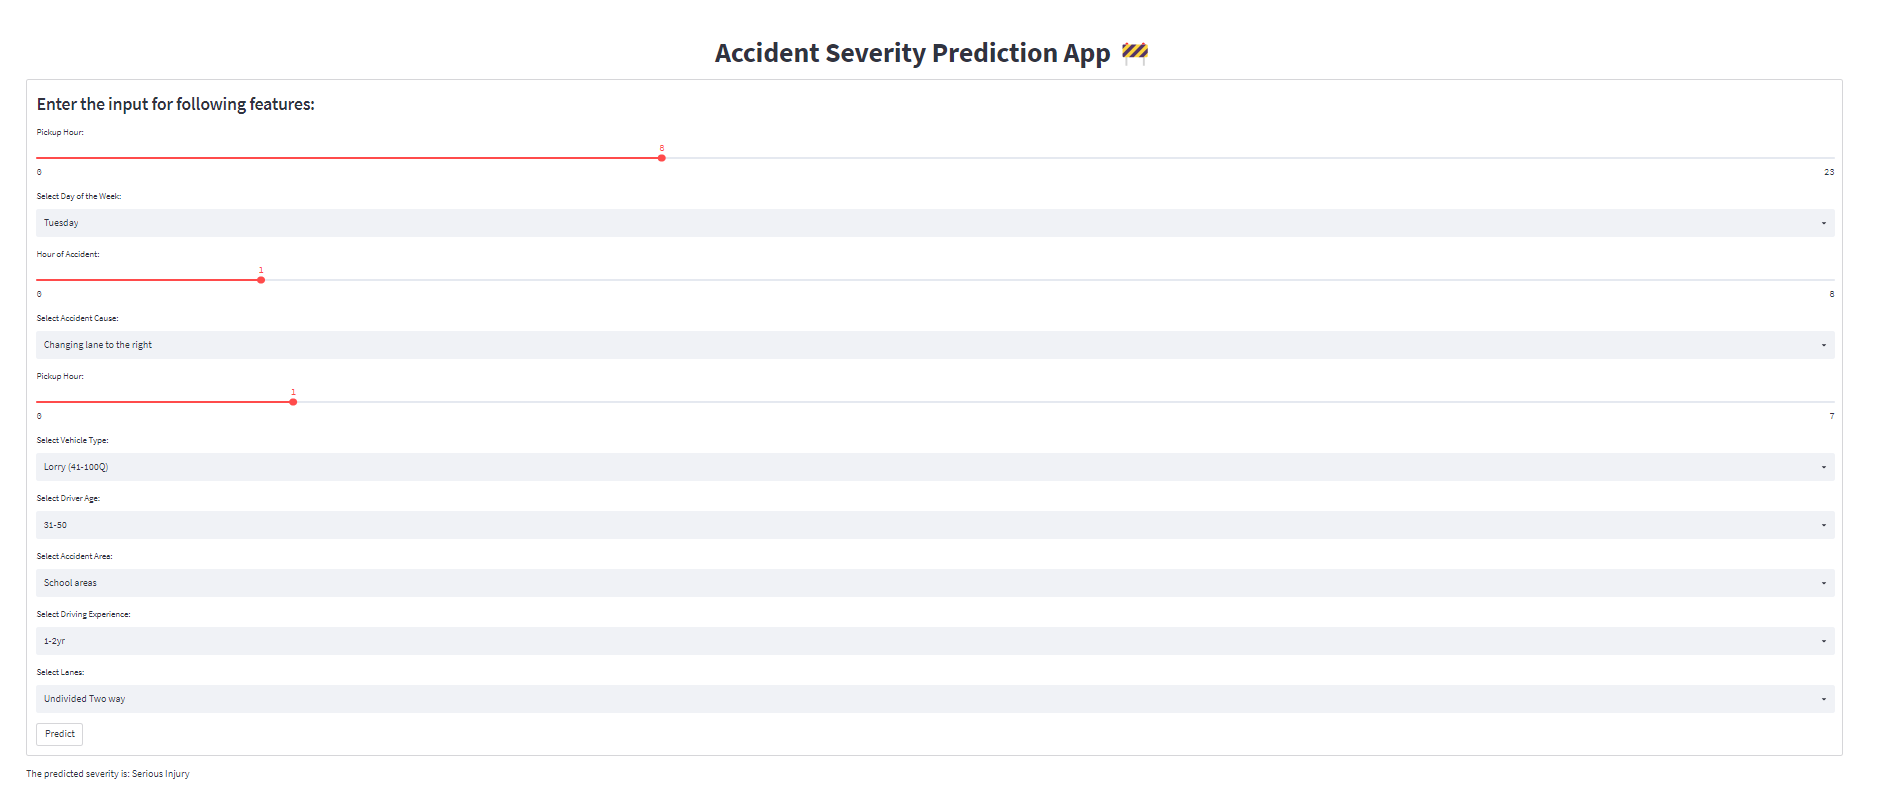 Accident Severity Prediction App 🚧
Enter the input for following features:
Pickup Hour:
8
0 23
Select Day of the Week:
Tuesday
Hour of Accident:
1
0 6
Select Accident Cause:
Changing lane to the right
Pickup Hour:
1
0 7
Select Vehicle Type:
Lorry (41-100Q)
Select Driver Age:
31-50
Select Accident Area:
School areas
Select Driving Experience:
1-2yr
Select Lanes:
Undivided Two way
Predict
The predicted severity is: Serious Injury